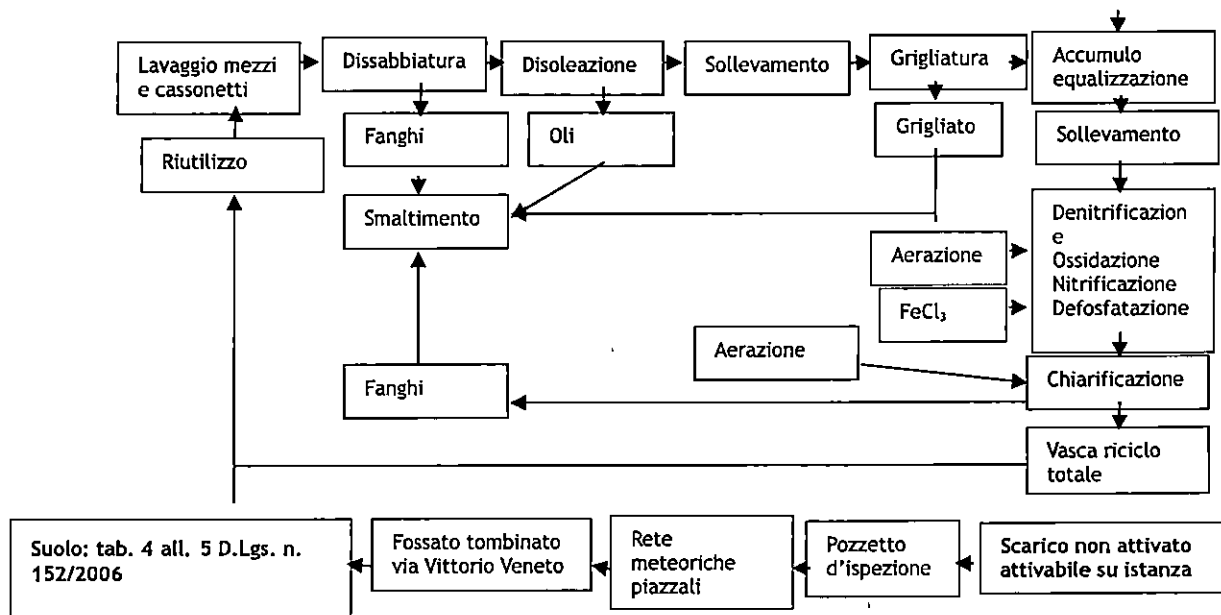 Lavaggio mezzi
e cassonetti
Dissabbiatura
Disoleazione
Sollevamento
Grigliatura
Accumulo
equalizzazione
Riutilizzo
Fanghi
Oli
Grigliato
Sollevamento
Smaltimento
Denitrificazion
e
Ossidazione
Nitrificazione
Defosfatazione
Aerazione
FeCl₃
Aerazione
Fanghi
Chiarificazione
Vasca riciclo
totale
Suolo: tab. 4 all. 5 D.Lgs. n.
152/2006
Fossato tombinato
via Vittorio Veneto
Rete
meteoriche
piazzali
Pozzetto
d'ispezione
Scarico non attivato
attivabile su istanza